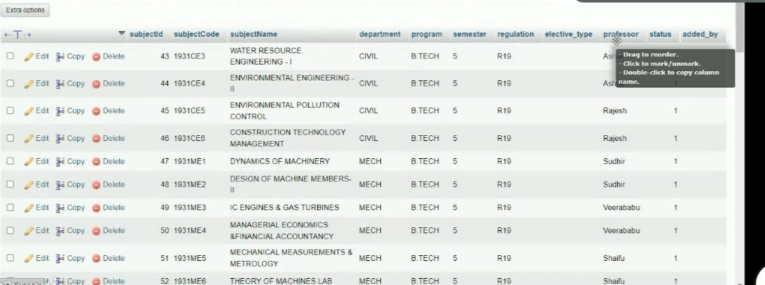 Extra options
subjectid subjectCode subjectName department program semester regulation elective_type professor status added_by
Edit Copy Delete 43 1931CE3 WATER RESOURCE ENGINEERING - I CIVIL B.TECH 5 R19
- Drag to reorder.
- Click to mark/unmark.
- Double-click to copy column name.
Edit Copy Delete 44 1931CE4 ENVIRONMENTAL ENGINEERING - II CIVIL B.TECH 5 R19 1
Edit Copy Delete 45 1931CE5 ENVIRONMENTAL POLLUTION CONTROL CIVIL B.TECH 5 R19 Rajesh 1
Edit Copy Delete 46 1931CE6 CONSTRUCTION TECHNOLOGY MANAGEMENT CIVIL B.TECH 5 R19 Rajesh 1
Edit Copy Delete 47 1931ME1 DYNAMICS OF MACHINERY MECH B.TECH 5 R19 Sudhir 1
Edit Copy Delete 48 1931ME2 DESIGN OF MACHINE MEMBERS- II MECH B.TECH 5 R19 Sudhir 1
Edit Copy Delete 49 1931ME3 IC ENGINES & GAS TURBINES MECH B.TECH 5 R19 Veerababu 1
Edit Copy Delete 50 1931ME4 MANAGERIAL ECONOMICS &FINANCIAL ACCOUNTANCY MECH B.TECH 5 R19 Veerababu 1
Edit Copy Delete 51 1931ME5 MECHANICAL MEASUREMENTS & METROLOGY MECH B.TECH 5 R19 Shaifu 1
Copy Delete 52 1931ME6 THEORY OF MACHINES LAB MECH B.TECH 5 R19 Shaifu 1